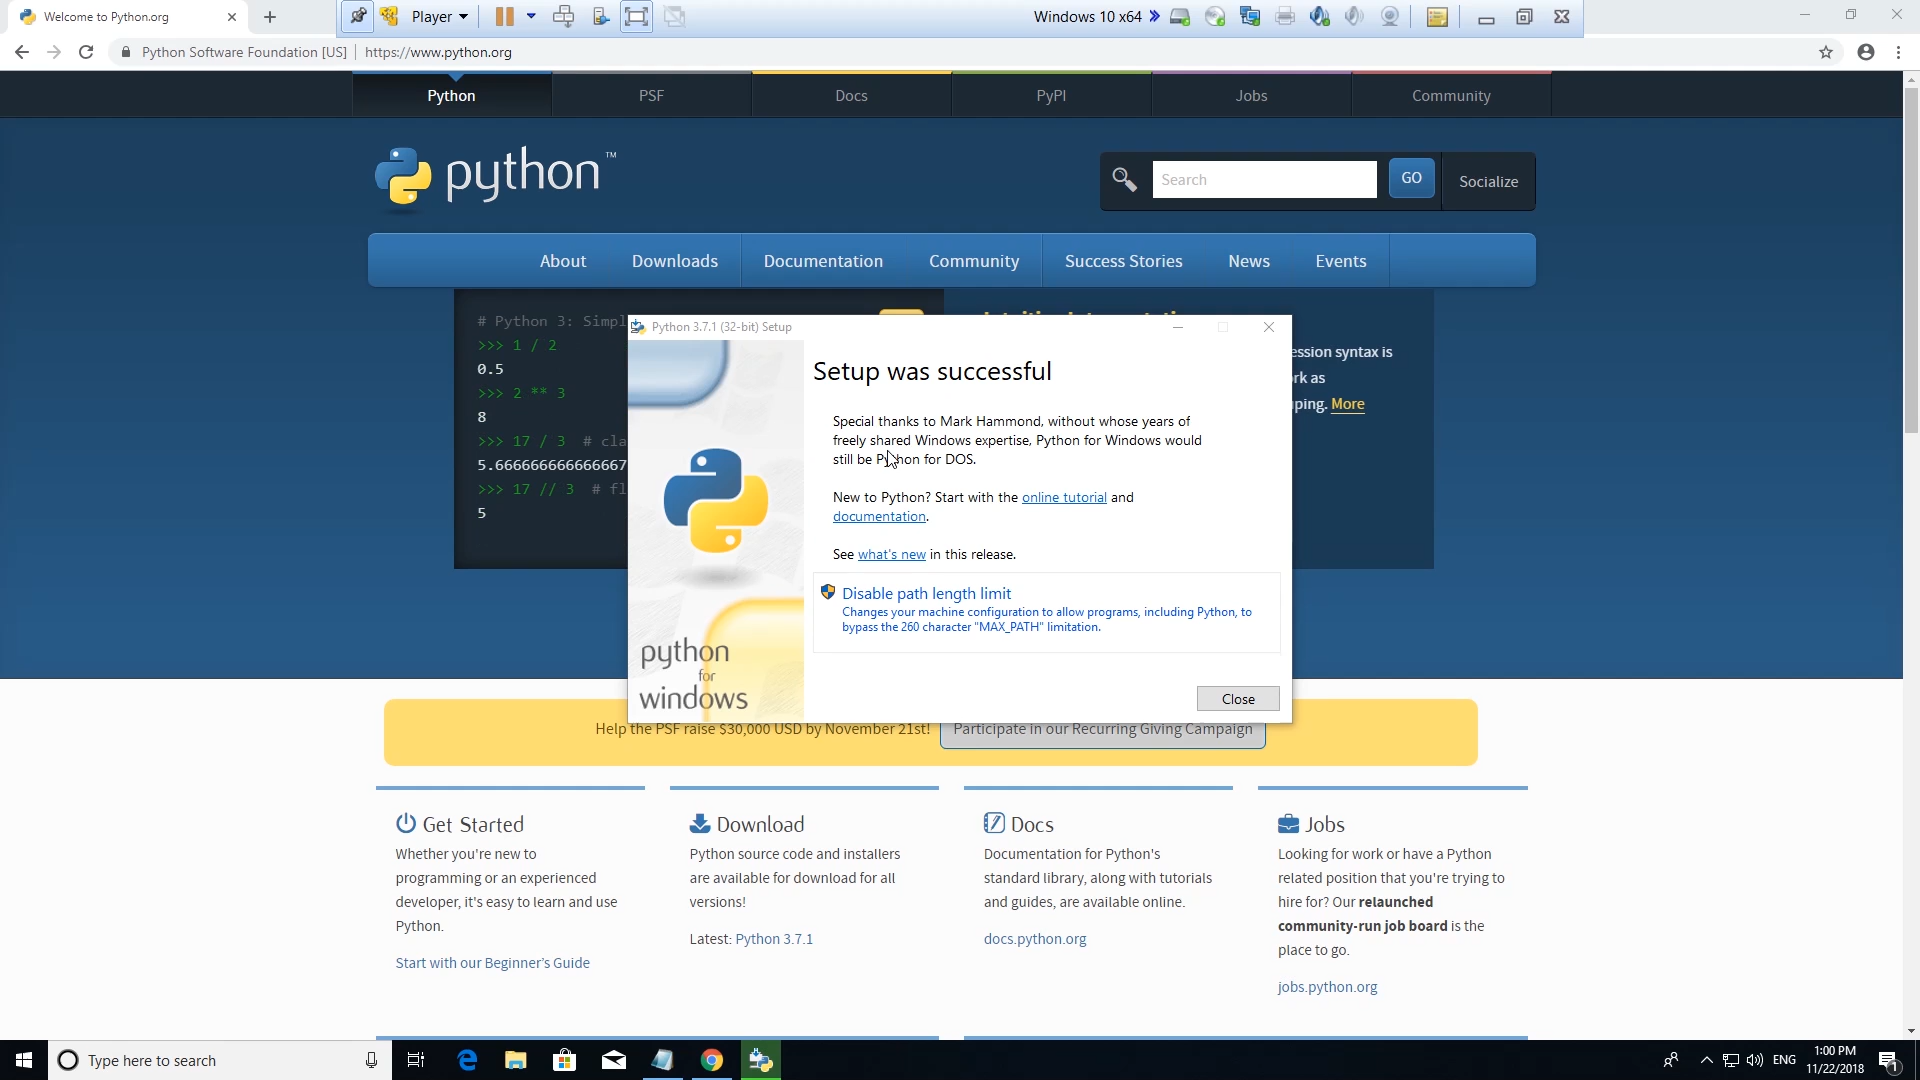 Welcome to Python.org
Player
Windows 10 x64
Python Software Foundation [US]
https://www.python.org
Python
PSF
Docs
PyPI
Jobs
Community
python™
Search
GO
Socialize
About
Downloads
Documentation
Community
Success Stories
News
Events
# Python 3: Simpl
>>> 1 / 2
0.5
>>> 2 ** 3
8
>>> 17 / 3 # cla
5.666666666666667
>>> 17 // 3 # fl
5
ession syntax is
rk as
ping. More
Python 3.7.1 (32-bit) Setup
Setup was successful
Special thanks to Mark Hammond, without whose years of
freely shared Windows expertise, Python for Windows would
still be Python for DOS.
New to Python? Start with the online tutorial and
documentation.
See what's new in this release.
Disable path length limit
Changes your machine configuration to allow programs, including Python, to
bypass the 260 character "MAX_PATH" limitation.
python
for
windows
Close
Help the PSF raise $30,000 USD by November 21st!
Participate in our Recurring Giving Campaign
Get Started
Whether you're new to
programming or an experienced
developer, it's easy to learn and use
Python.
Start with our Beginner's Guide
Download
Python source code and installers
are available for download for all
versions!
Latest: Python 3.7.1
Docs
Documentation for Python's
standard library, along with tutorials
and guides, are available online.
docs.python.org
Jobs
Looking for work or have a Python
related position that you're trying to
hire for? Our relaunched
community-run job board is the
place to go.
jobs.python.org
Type here to search
ENG
1:00 PM
11/22/2018
1